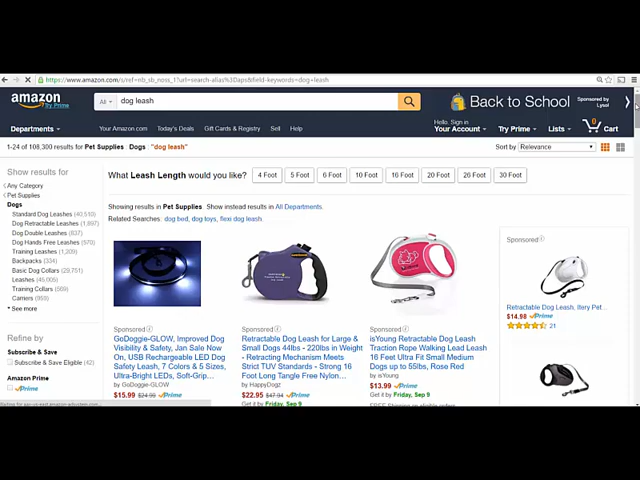 https://www.amazon.com/s/ref=nb_sb_noss_1?url=search-alias%3Daps&field-keywords=dog+leash
amazon
Try Prime
All
dog leash
Back to School
Sponsored by
Lysol
Departments
Your Amazon.com Today's Deals Gift Cards & Registry Sell Help
Hello. Sign in
Your Account
Try Prime
Lists
0
Cart
1-24 of 108,300 results for Pet Supplies : Dogs : "dog leash"
Sort by Relevance
Show results for
Any Category
Pet Supplies
Dogs
Standard Dog Leashes (40,510)
Dog Retractable Leashes (1,897)
Dog Double Leashes (837)
Dog Hands Free Leashes (570)
Training Leashes (1,209)
Backpacks (334)
Basic Dog Collars (29,751)
Leashes (45,005)
Training Collars (569)
Carriers (959)
See more
Refine by
Subscribe & Save
Subscribe & Save Eligible (42)
Amazon Prime
Prime
What Leash Length would you like?
4 Foot 5 Foot 6 Foot 10 Foot 16 Foot 20 Foot 26 Foot 30 Foot
Showing results in Pet Supplies. Show instead results in All Departments.
Related Searches: dog bed, dog toys, flexi dog leash.
Sponsored
GoDoggie-GLOW, Improved Dog
Visibility & Safety, Jan Sale Now
On, USB Rechargeable LED Dog
Safety Leash, 7 Colors & 5 Sizes,
Ultra-Bright LEDs, Soft-Grip...
by GoDoggie-GLOW
$15.99 $24.99 Prime
Sponsored
Retractable Dog Leash for Large &
Small Dogs 44lbs - 220lbs in Weight
- Retracting Mechanism Meets
Strict TUV Standards - Strong 16
Foot Long Tangle Free Nylon...
by HappyDogz
$22.95 $47.94 Prime
Get it by Friday, Sep 9
Sponsored
isYoung Retractable Dog Leash
Traction Rope Walking Lead Leash
16 Feet Ultra Fit Small Medium
Dogs up to 55lbs, Rose Red
by isYoung
$13.99 Prime
Get it by Friday, Sep 9
FREE Shipping on eligible orders
Sponsored
Retractable Dog Leash, Itery Pet...
$14.98 Prime
21